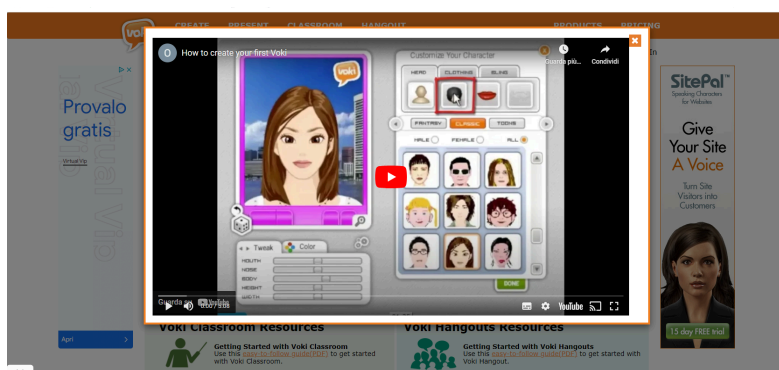 CREATE PRESENT CLASSROOM HANGOUT PRODUCTS PRICING
How to create your first Voki
Guarda più...
Condividi
In
Provalo
gratis
VirtualVip
Virtual Vip
Apri
Voki
Customize Your Character
HEAD CLOTHING BLING
FANTASY CLASSIC TOONS
MALE FEMALE ALL
DONE
Tweak Color
MOUTH
NOSE
BODY
HEIGHT
WIDTH
Guarda su YouTube
YouTube
SitePal™
Speaking Characters
for Websites
Give
Your Site
A Voice
Turn Site
Visitors into
Customers
15 day FREE trial
Voki Classroom Resources
Getting Started with Voki Classroom
Use this easy-to-follow guide(PDF) to get started
with Voki Classroom.
Voki Hangouts Resources
Getting Started with Voki Hangouts
Use this easy-to-follow guide(PDF) to get started with
Voki Hangout.